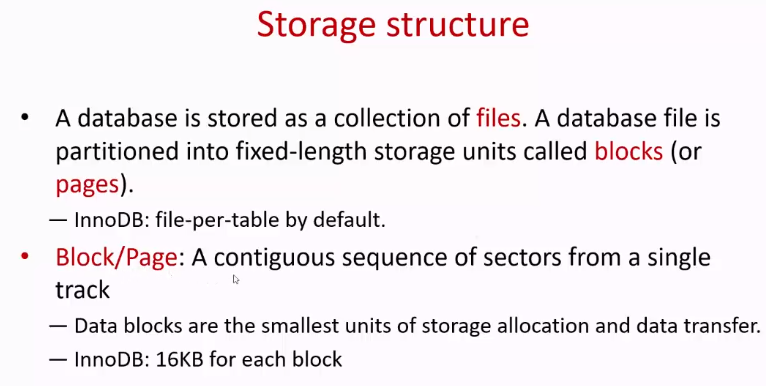 Storage structure
• A database is stored as a collection of files. A database file is
partitioned into fixed-length storage units called blocks (or
pages).
— InnoDB: file-per-table by default.
• Block/Page: A contiguous sequence of sectors from a single
track
— Data blocks are the smallest units of storage allocation and data transfer.
— InnoDB: 16KB for each block